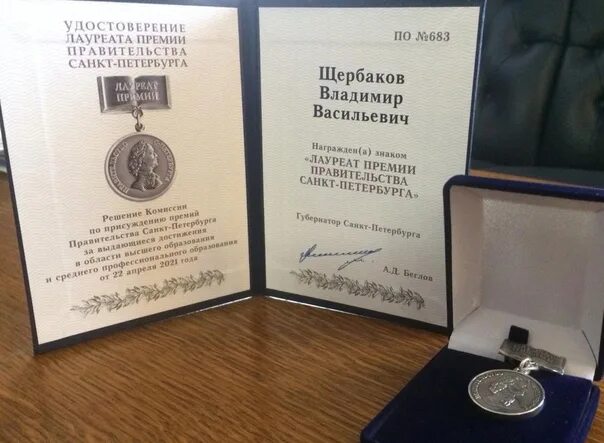 УДОСТОВЕРЕНИЕ
ЛАУРЕАТА ПРЕМИИ
ПРАВИТЕЛЬСТВА
САНКТ-ПЕТЕРБУРГА
ЛАУРЕАТ
ПРЕМИИ
Решение Комиссии
по присуждению премий
Правительства Санкт-Петербурга
за выдающиеся достижения
в области высшего образования
и среднего профессионального образования
от 22 апреля 2021 года
ПО №683
Щербаков
Владимир
Васильевич
Награжден(а) знаком
«ЛАУРЕАТ ПРЕМИИ
ПРАВИТЕЛЬСТВА
САНКТ-ПЕТЕРБУРГА»
Губернатор Санкт-Петербурга
А.Д. Беглов